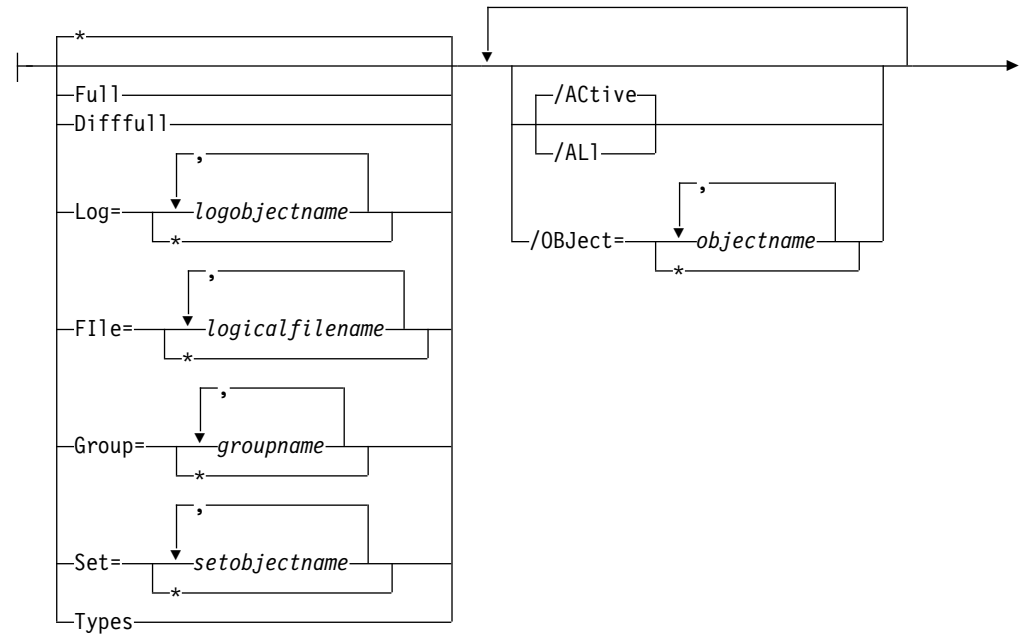 *
Full
Difffull
,
Log= logobjectname
*
,
FIle= logicalfilename
*
,
Group= groupname
*
,
Set= setobjectname
*
Types
/ACtive
/ALl
,
/OBJect= objectname
*